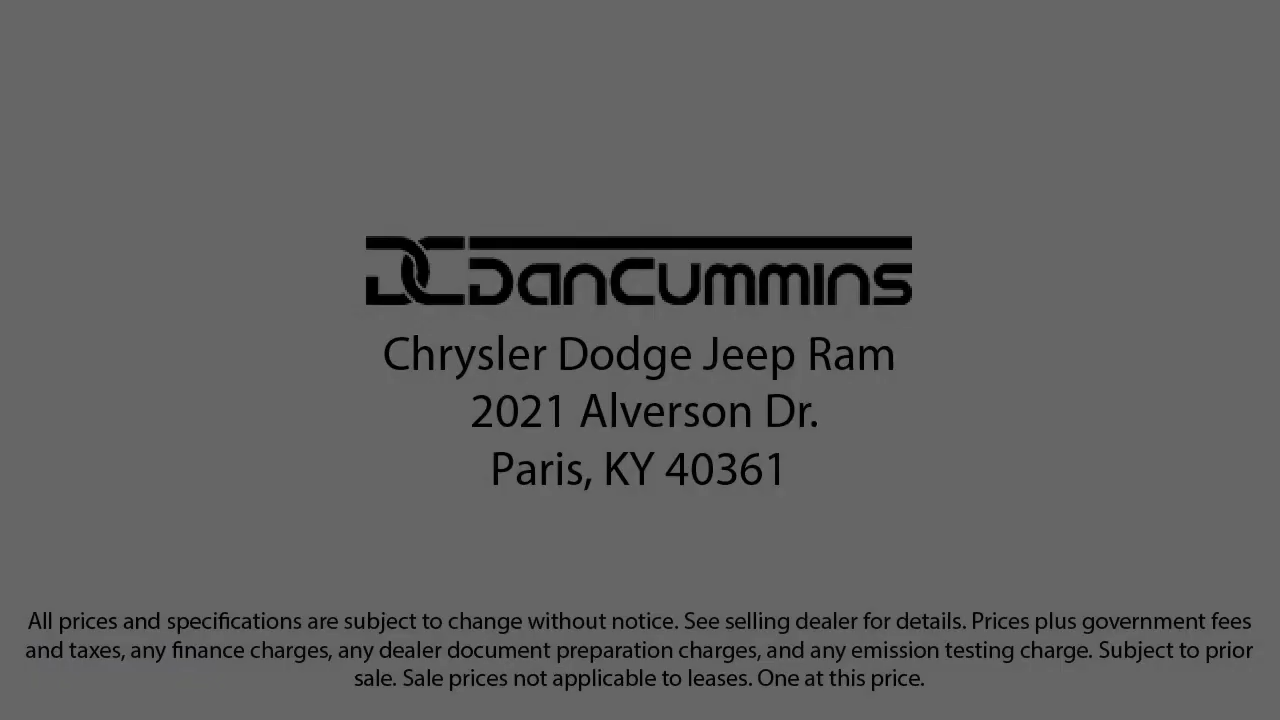 DC DanCummins
Chrysler Dodge Jeep Ram
2021 Alverson Dr.
Paris, KY 40361
All prices and specifications are subject to change without notice. See selling dealer for details. Prices plus government fees
and taxes, any finance charges, any dealer document preparation charges, and any emission testing charge. Subject to prior
sale. Sale prices not applicable to leases. One at this price.